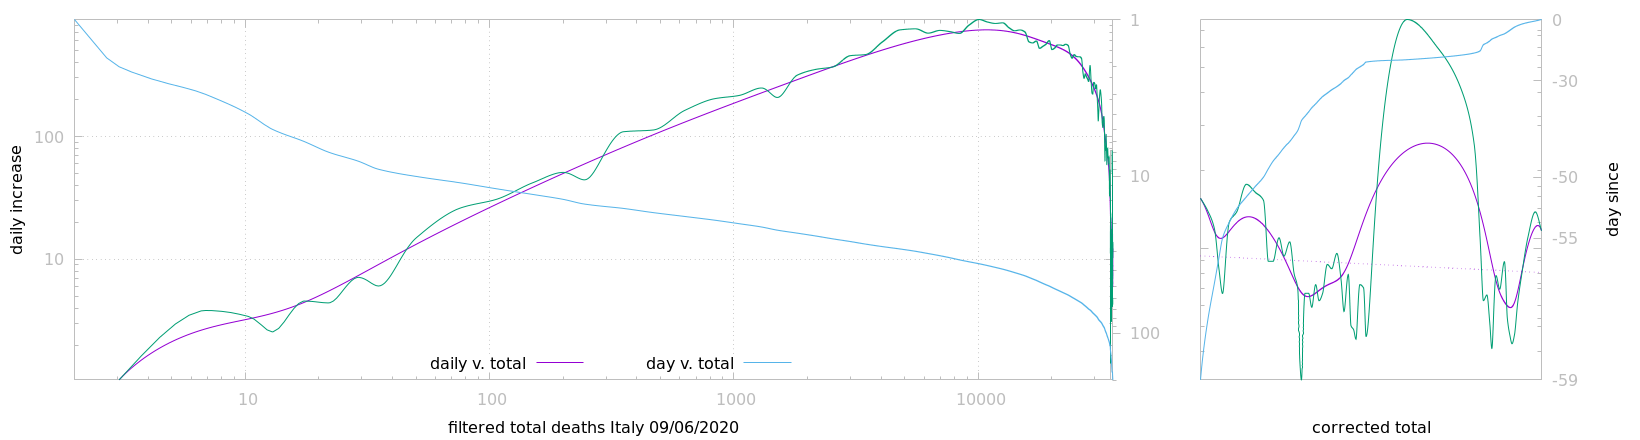 daily increase
100
10
10
100
1000
10000
1
10
100
daily v. total
day v. total
filtered total deaths Italy 09/06/2020
0
-30
-50
-55
-59
day since
corrected total